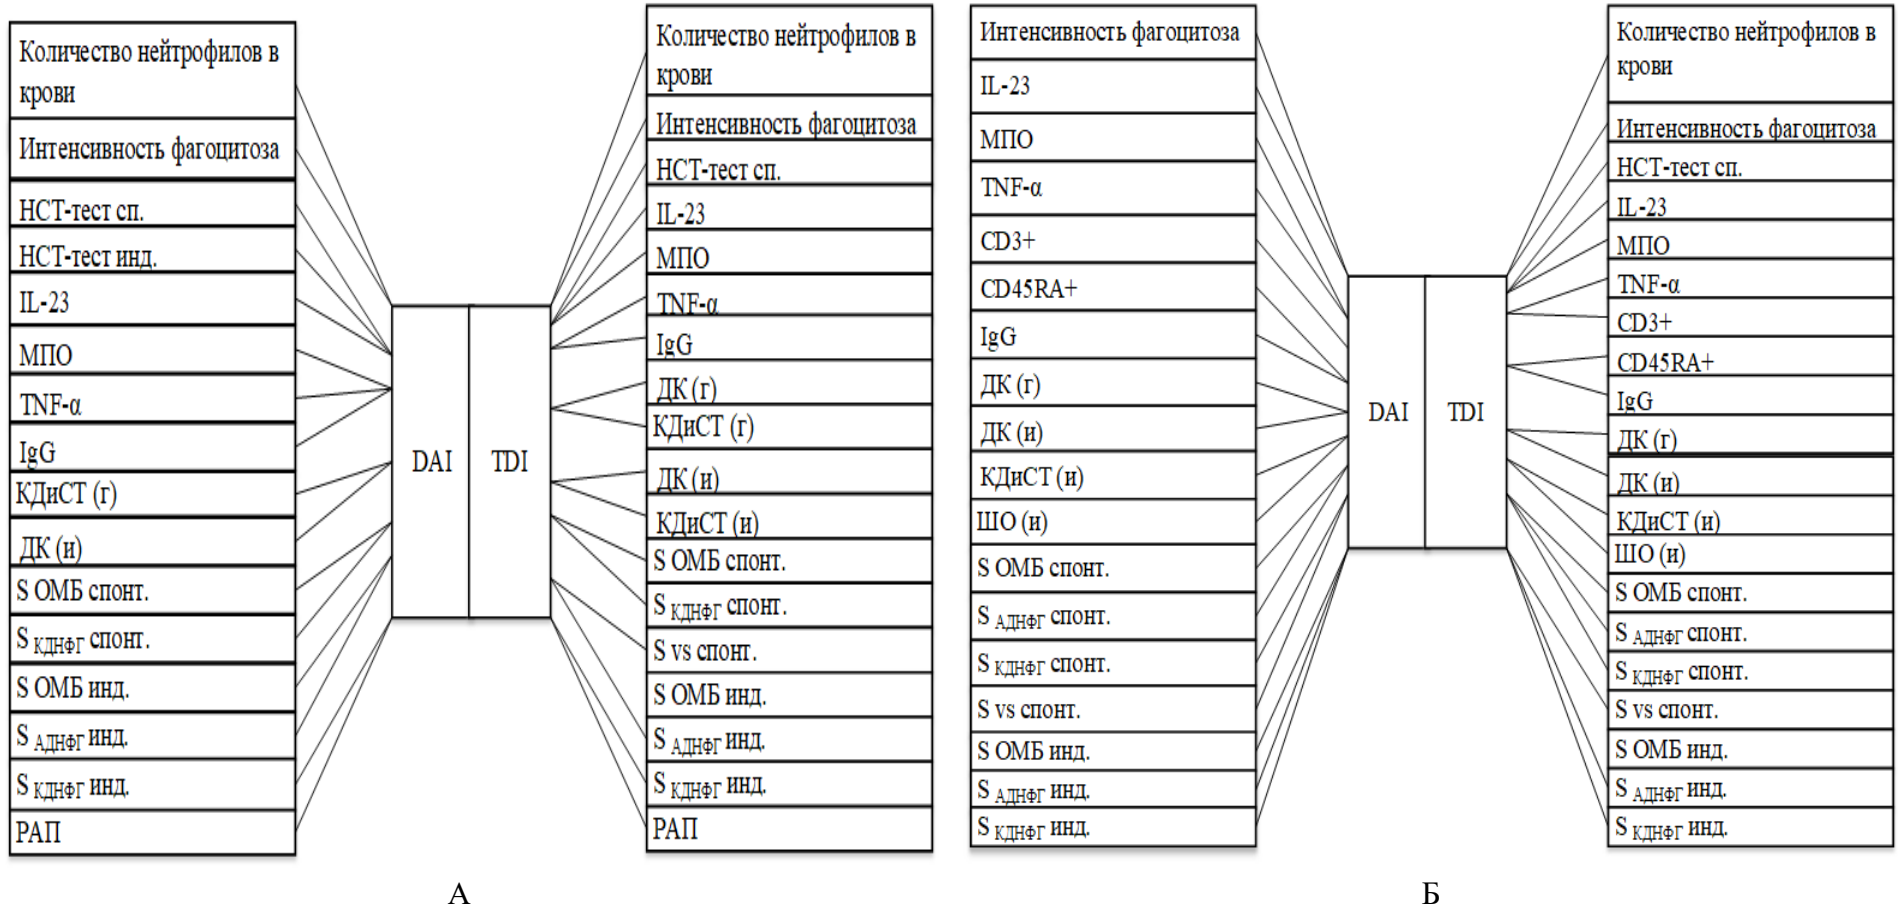 Количество нейтрофилов в
крови
Интенсивность фагоцитоза
НСТ-тест сп.
НСТ-тест инд.
IL-23
МПО
TNF-α
IgG
КДиСТ (г)
ДК (и)
S ОМБ спонт.
S КДНФГ спонт.
S ОМБ инд.
S АДНФГ инд.
S КДНФГ инд.
РАП
DAI
TDI
Количество нейтрофилов в
крови
Интенсивность фагоцитоза
НСТ-тест сп.
IL-23
МПО
TNF-α
IgG
ДК (г)
КДиСТ (г)
ДК (и)
КДиСТ (и)
S ОМБ спонт.
S КДНФГ спонт.
S vs спонт.
S ОМБ инд.
S АДНФГ инд.
S КДНФГ инд.
РАП
А
Интенсивность фагоцитоза
IL-23
МПО
TNF-α
CD3+
CD45RA+
IgG
ДК (г)
ДК (и)
КДиСТ (и)
ШО (и)
S ОМБ спонт.
S АДНФГ спонт.
S КДНФГ спонт.
S vs спонт.
S ОМБ инд.
S АДНФГ инд.
S КДНФГ инд.
DAI
TDI
Количество нейтрофилов в
крови
Интенсивность фагоцитоза
НСТ-тест сп.
IL-23
МПО
TNF-α
CD3+
CD45RA+
IgG
ДК (г)
ДК (и)
КДиСТ (и)
ШО (и)
S ОМБ спонт.
S АДНФГ спонт.
S КДНФГ спонт.
S vs спонт.
S ОМБ инд.
S АДНФГ инд.
S КДНФГ инд.
Б